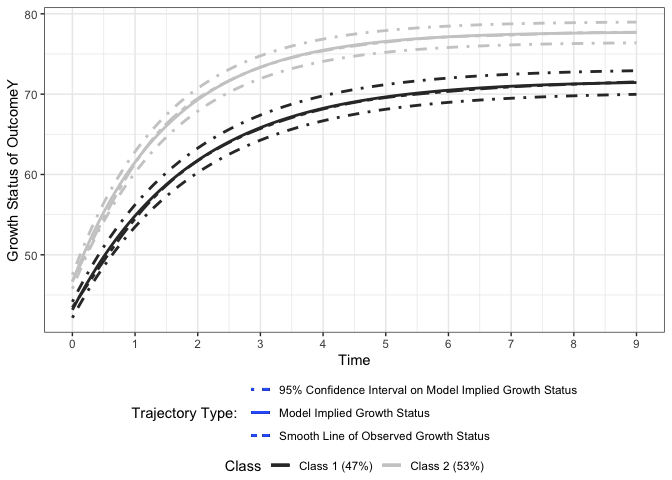 80
70
60
50
Growth Status of OutcomeY
0 1 2 3 4 5 6 7 8 9
Time
Trajectory Type:
95% Confidence Interval on Model Implied Growth Status
Model Implied Growth Status
Smooth Line of Observed Growth Status
Class Class 1 (47%) Class 2 (53%)